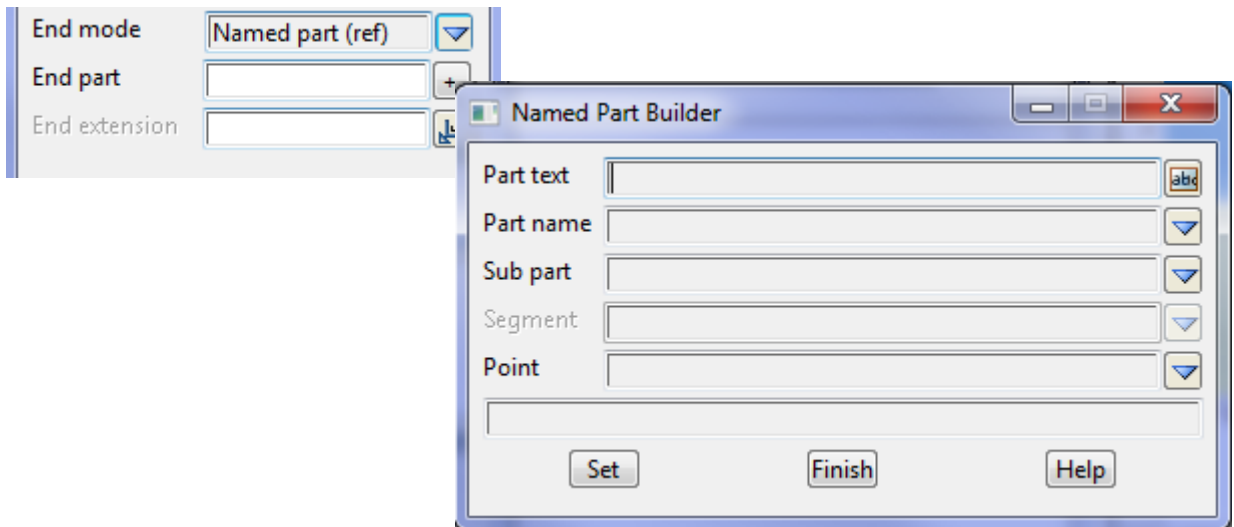 End mode Named part (ref)
End part +
End extension
Named Part Builder
Part text abc
Part name
Sub part
Segment
Point
Set Finish Help